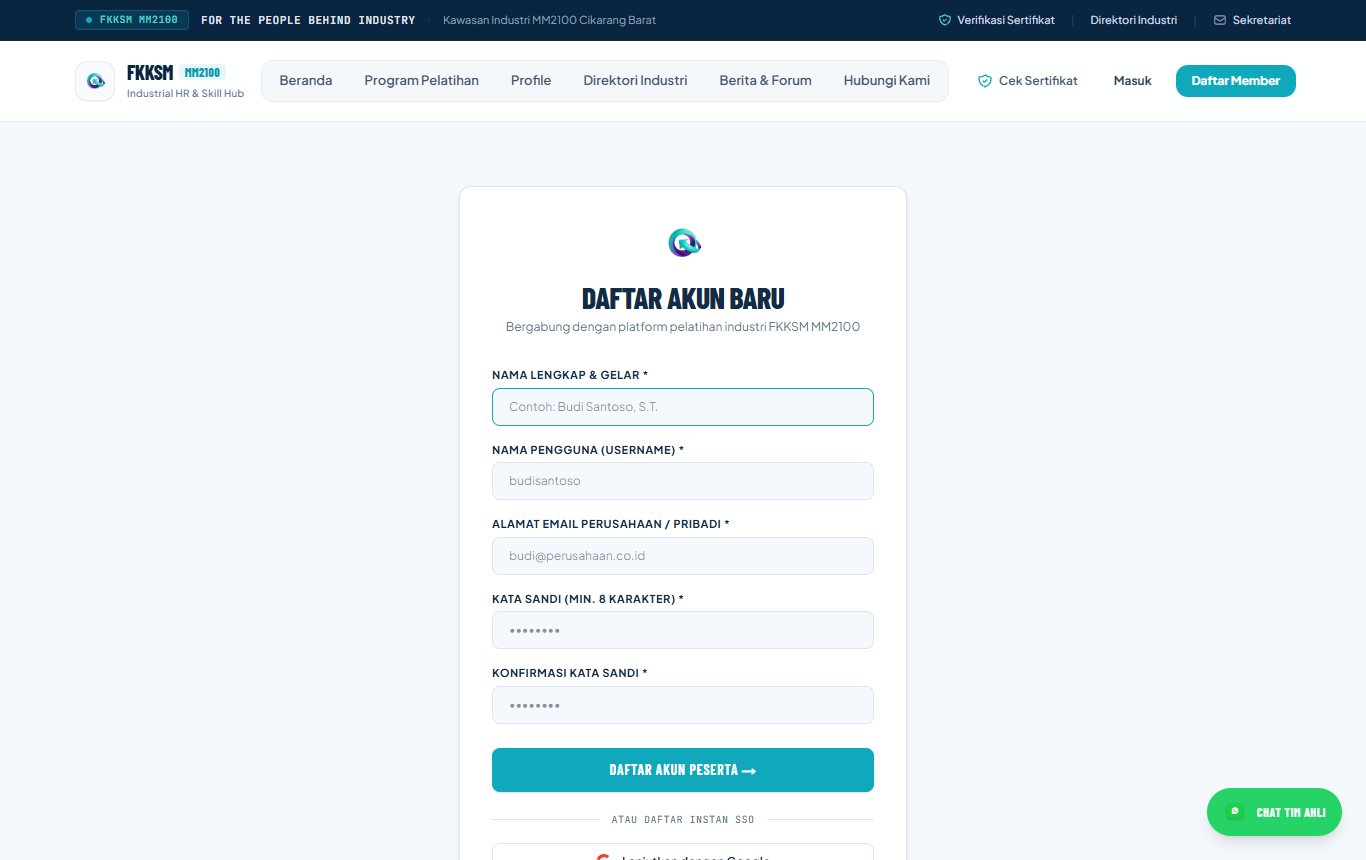 FKKSM MM2100
FOR THE PEOPLE BEHIND INDUSTRY · Kawasan Industri MM2100 Cikarang Barat
Verifikasi Sertifikat
Direktori Industri
Sekretariat
FKKSM MM2100
Industrial HR & Skill Hub
Beranda
Program Pelatihan
Profile
Direktori Industri
Berita & Forum
Hubungi Kami
Cek Sertifikat
Masuk
Daftar Member
DAFTAR AKUN BARU
Bergabung dengan platform pelatihan industri FKKSM MM2100
NAMA LENGKAP & GELAR *
Contoh: Budi Santoso, S.T.
NAMA PENGGUNA (USERNAME) *
budisantoso
ALAMAT EMAIL PERUSAHAAN / PRIBADI *
budi@perusahaan.co.id
KATA SANDI (MIN. 8 KARAKTER) *
••••••••
KONFIRMASI KATA SANDI *
••••••••
DAFTAR AKUN PESERTA →
ATAU DAFTAR INSTAN SSO
Lanjutkan dengan Google
CHAT TIM AHLI